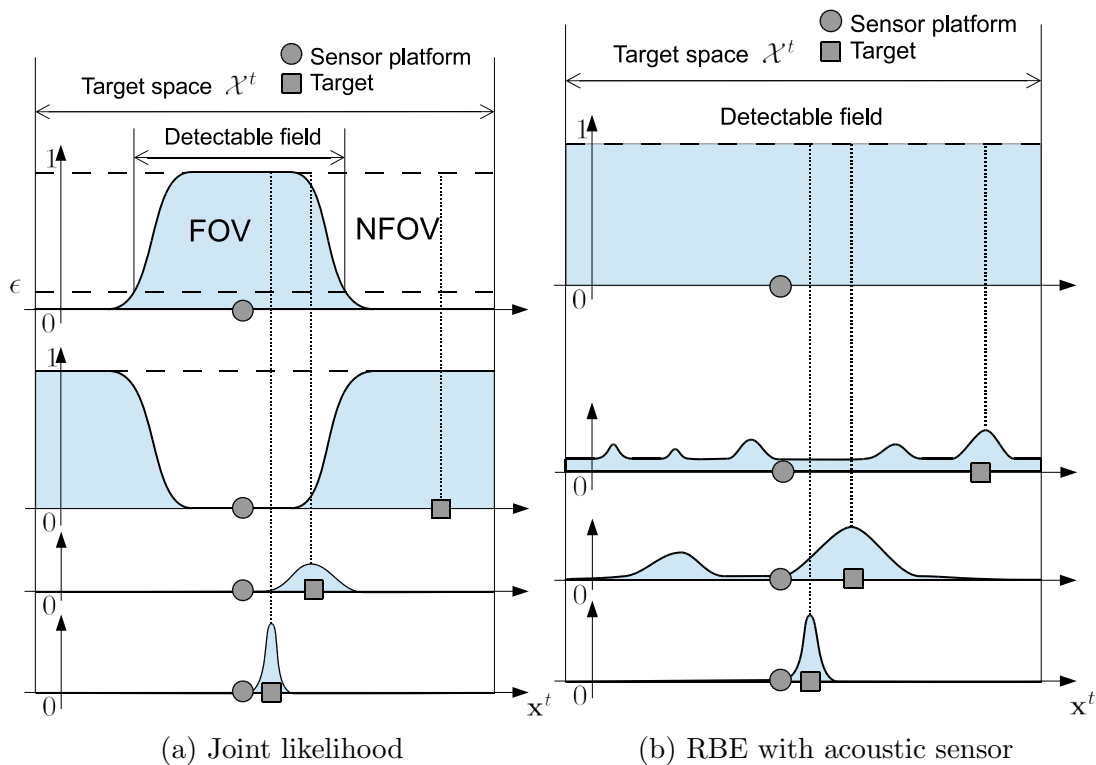 Sensor platform
Target space 𝒳ᵗ
Target
Detectable field
1
FOV
NFOV
ϵ
0
1
0
0
0
xᵗ
(a) Joint likelihood
Sensor platform
Target space 𝒳ᵗ
Target
Detectable field
1
0
0
0
0
xᵗ
(b) RBE with acoustic sensor